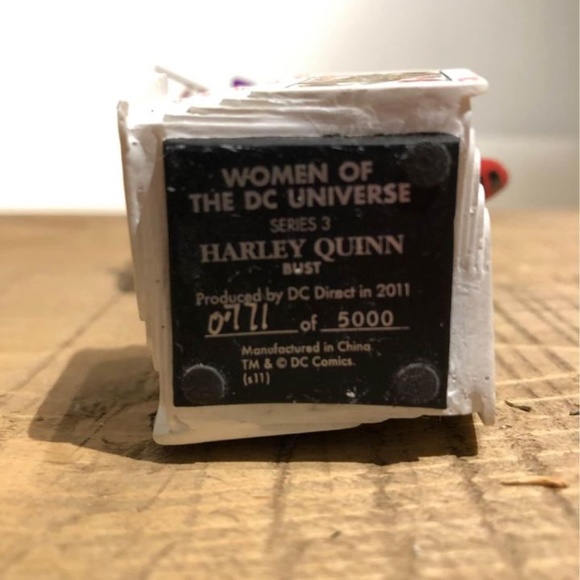 WOMEN OF
THE DC UNIVERSE
SERIES 3
HARLEY QUINN
BUST
Produced by DC Direct in 2011
0771 of 5000
Manufactured in China
TM & © DC Comics.
(s11)